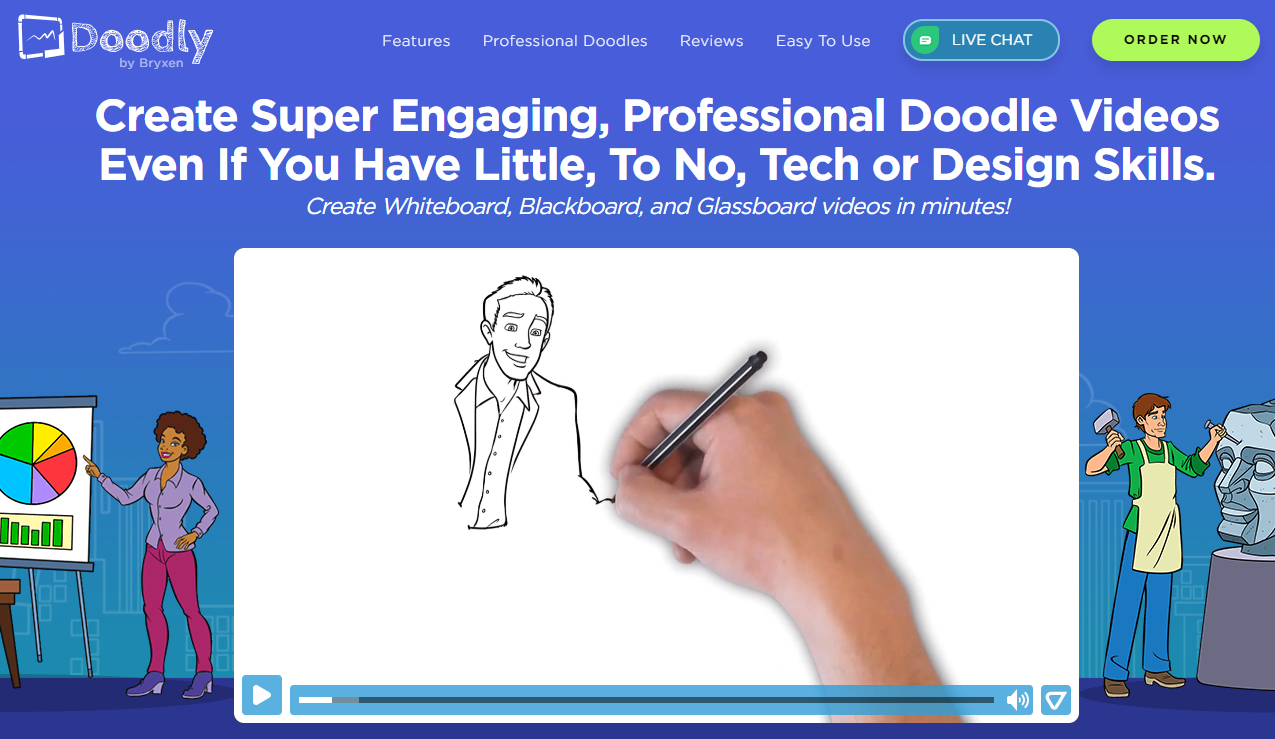 Doodly
by Bryxen
Features Professional Doodles Reviews Easy To Use LIVE CHAT ORDER NOW
Create Super Engaging, Professional Doodle Videos
Even If You Have Little, To No, Tech or Design Skills.
Create Whiteboard, Blackboard, and Glassboard videos in minutes!